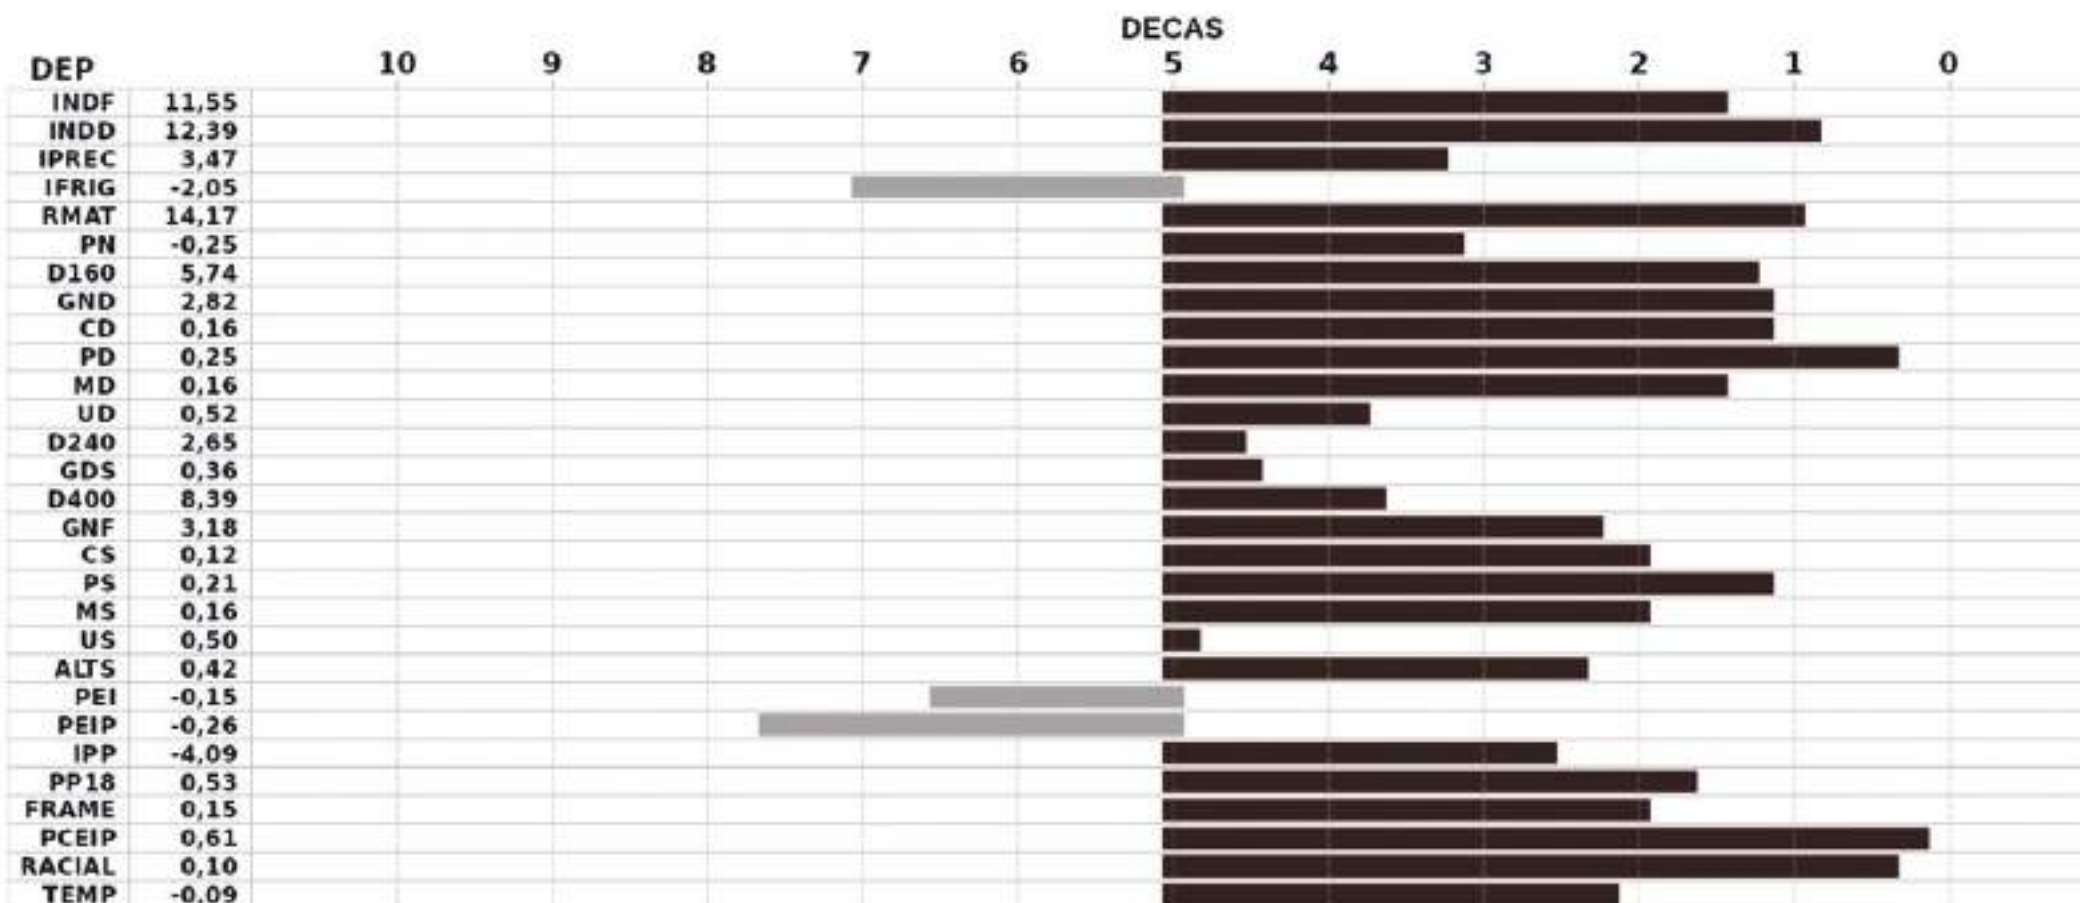 DECAS
DEP 10 9 8 7 6 5 4 3 2 1 0
INDF 11,55
INDD 12,39
IPREC 3,47
IFRIG -2,05
RMAT 14,17
PN -0,25
D160 5,74
GND 2,82
CD 0,16
PD 0,25
MD 0,16
UD 0,52
D240 2,65
GDS 0,36
D400 8,39
GNF 3,18
CS 0,12
PS 0,21
MS 0,16
US 0,50
ALTS 0,42
PEI -0,15
PEIP -0,26
IPP -4,09
PP18 0,53
FRAME 0,15
PCEIP 0,61
RACIAL 0,10
TEMP -0,09